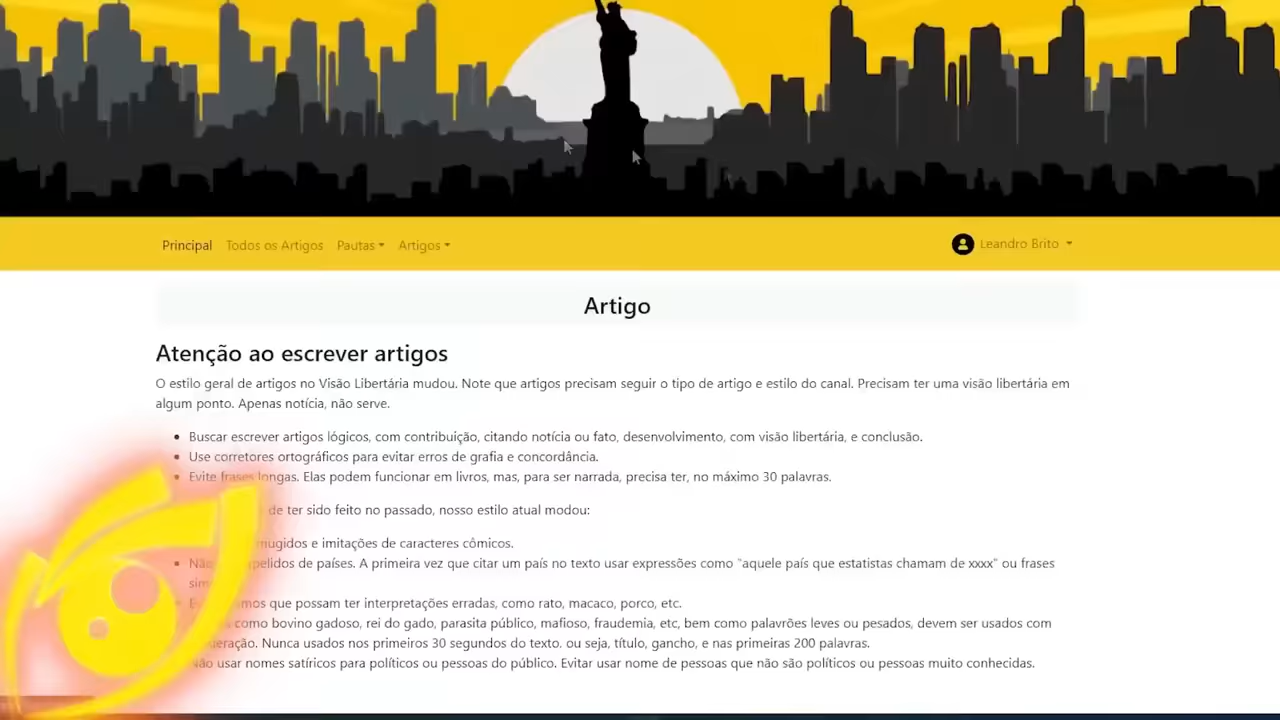 Principal Todos os Artigos Pautas Artigos Leandro Brito
Artigo
Atenção ao escrever artigos
O estilo geral de artigos no Visão Libertária mudou. Note que artigos precisam seguir o tipo de artigo e estilo do canal. Precisam ter uma visão libertária em
algum ponto. Apenas notícia, não serve.
Buscar escrever artigos lógicos, com contribuição, citando notícia ou fato, desenvolvimento, com visão libertária, e conclusão.
Use corretores ortográficos para evitar erros de grafia e concordância.
Evite frases longas. Elas podem funcionar em livros, mas, para ser narrada, precisa ter, no máximo 30 palavras.
de ter sido feito no passado, nosso estilo atual modou:
mugidos e imitações de caracteres cômicos.
de países. A primeira vez que citar um país no texto usar expressões como "aquele país que estatistas chamam de xxxx" ou frases
que possam ter interpretações erradas, como rato, macaco, porco, etc.
como bovino gadoso, rei do gado, parasita público, mafioso, fraudemia, etc, bem como palavrões leves ou pesados, devem ser usados com
Nunca usados nos primeiros 30 segundos do texto. ou seja, título, gancho, e nas primeiras 200 palavras.
Não usar nomes satíricos para políticos ou pessoas do público. Evitar usar nome de pessoas que não são políticos ou pessoas muito conhecidas.